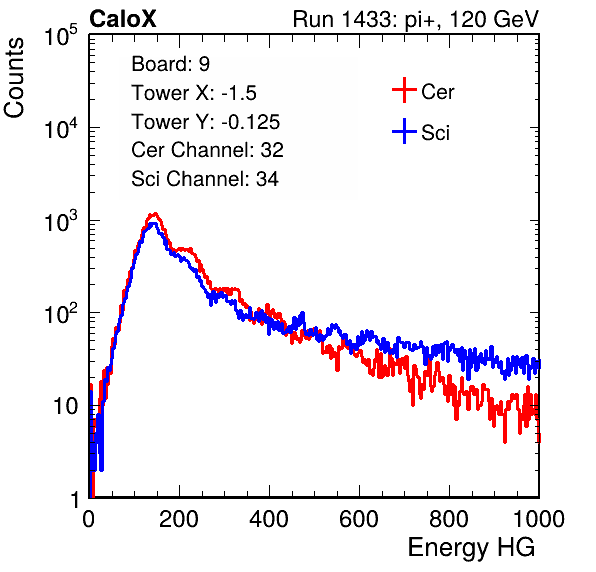 CaloX Run 1433: pi+, 120 GeV
Counts
10^5
10^4
10^3
10^2
10
1
Board: 9
Tower X: -1.5
Tower Y: -0.125
Cer Channel: 32
Sci Channel: 34
Cer
Sci
0 200 400 600 800 1000
Energy HG